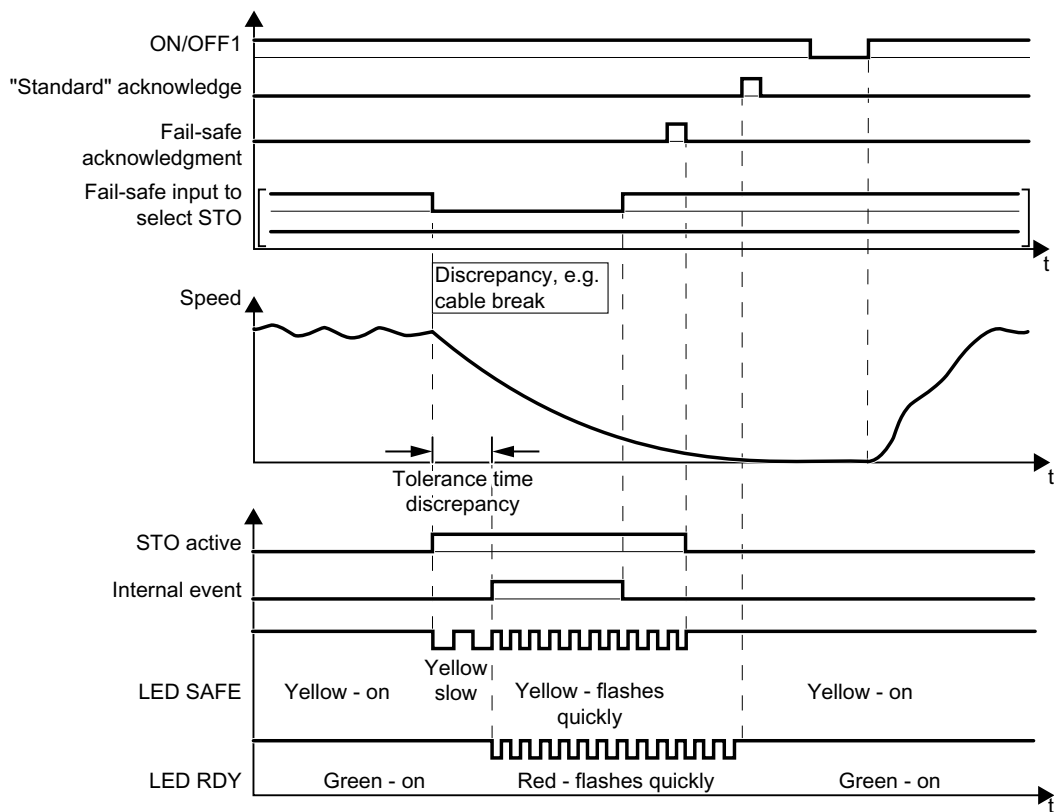 ON/OFF1
"Standard" acknowledge
Fail-safe
acknowledgment
Fail-safe input to
select STO
t
Discrepancy, e.g.
cable break
Speed
Tolerance time
discrepancy
t
STO active
Internal event
Yellow
slow
LED SAFE
Yellow - on
Yellow - flashes
quickly
Yellow - on
LED RDY
Green - on
Red - flashes quickly
Green - on
t